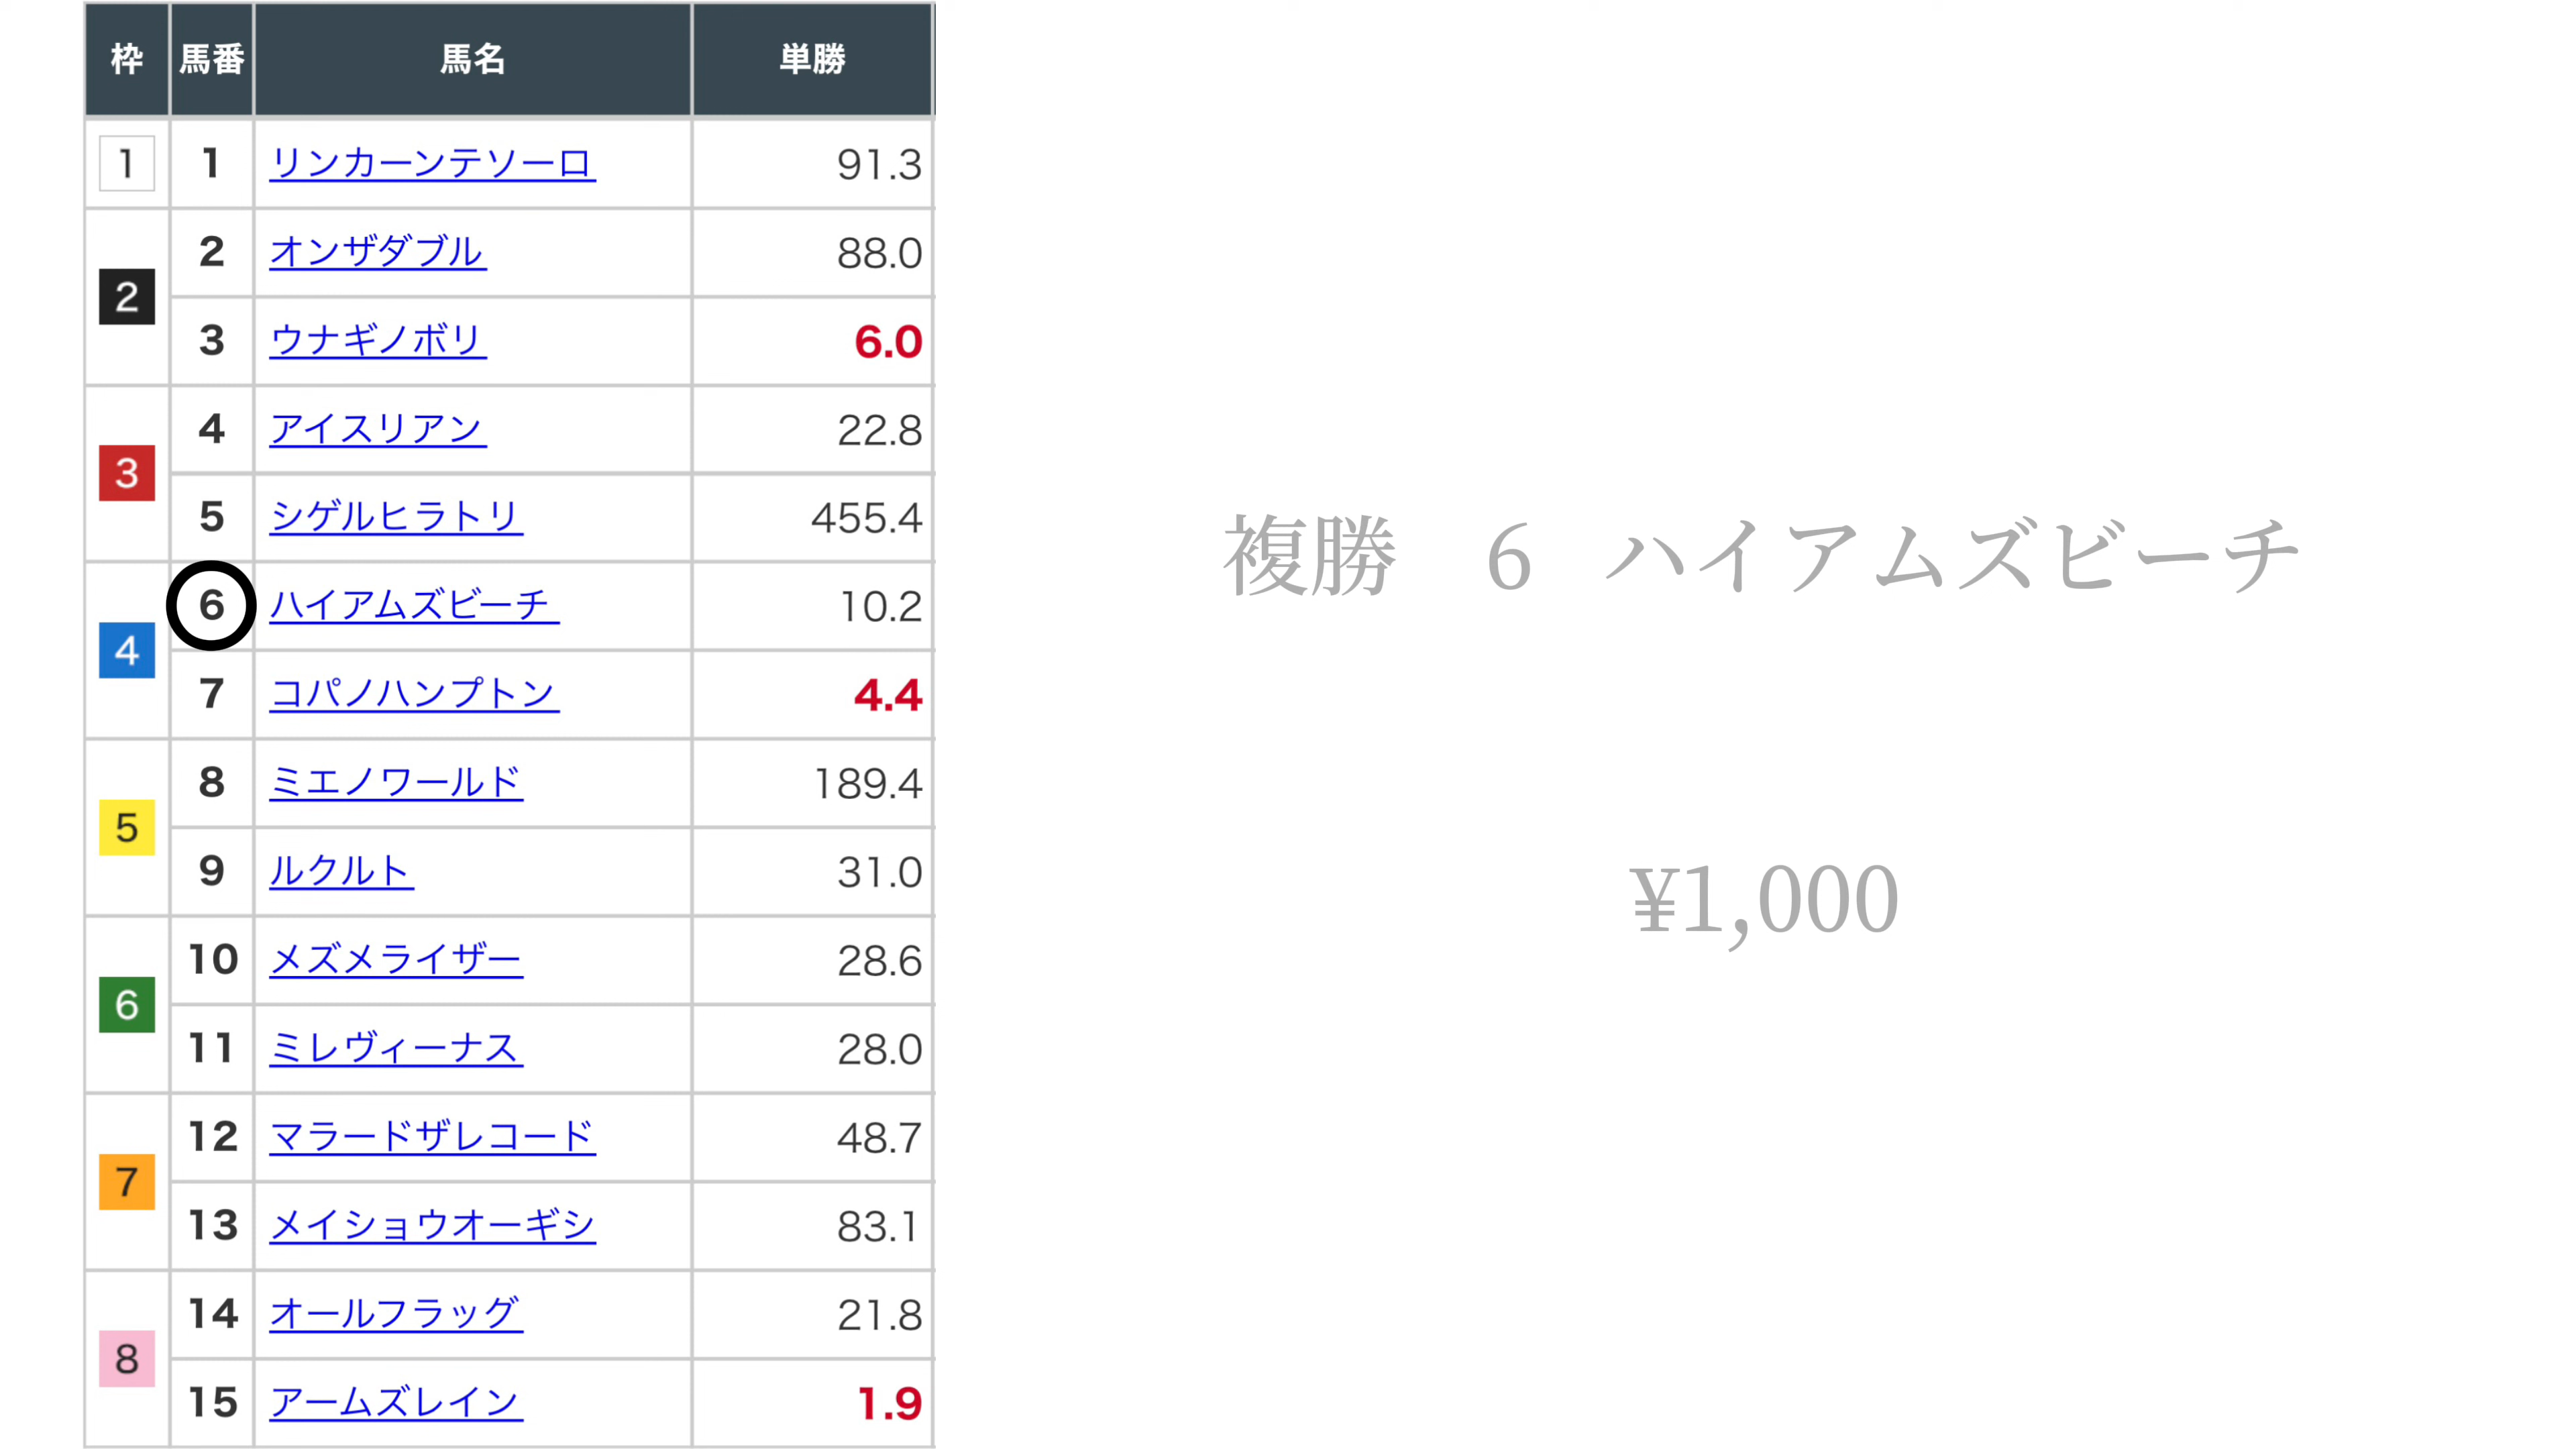 枠 馬番 馬名 単勝
1 1 リンカーンテソーロ 91.3
2 2 オンザダブル 88.0
3 ウナギノボリ 6.0
3 4 アイスリアン 22.8
5 シゲルヒラトリ 455.4
4 6 ハイアムズビーチ 10.2
7 コパノハンプトン 4.4
5 8 ミエノワールド 189.4
9 ルクルト 31.0
6 10 メズメライザー 28.6
11 ミレヴィーナス 28.0
7 12 マラードザレコード 48.7
13 メイショウオーギシ 83.1
8 14 オールフラッグ 21.8
15 アームズレイン 1.9
複勝 6 ハイアムズビーチ
¥1,000